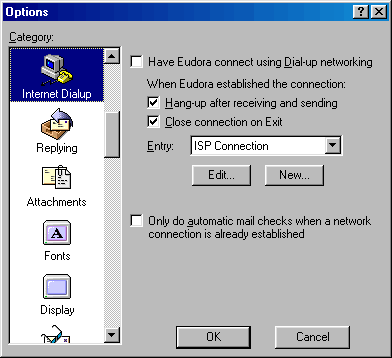 Options
Category:
Internet Dialup
Replying
Attachments
Fonts
A
Display
Have Eudora connect using Dial-up networking
When Eudora established the connection:
Hang-up after receiving and sending
Close connection on Exit
Entry:
ISP Connection
Edit...
New...
Only do automatic mail checks when a network
connection is already established
OK
Cancel